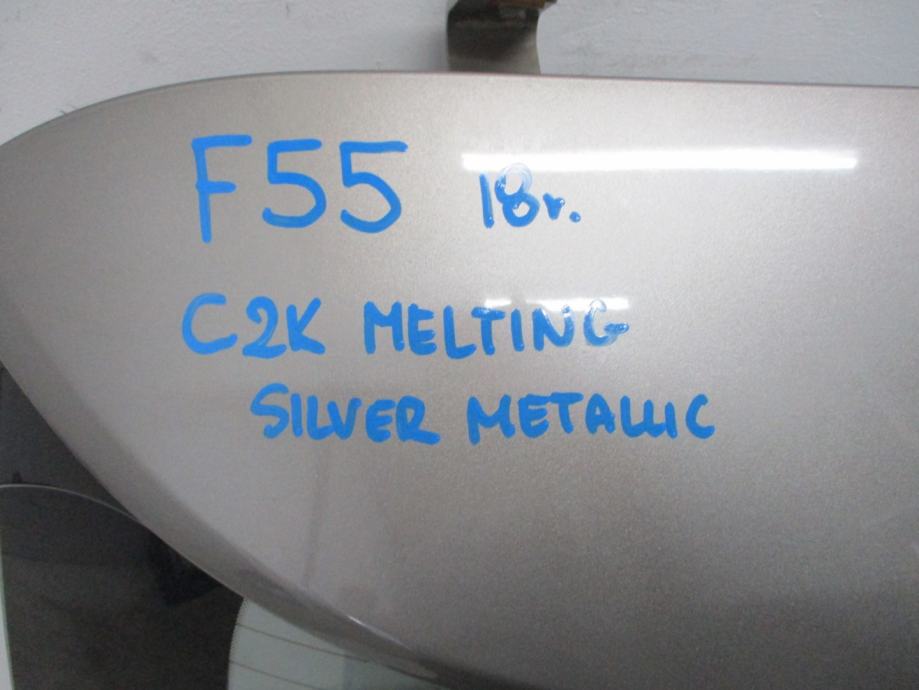 F55 18r.
C2K MELTING
SILVER METALLIC